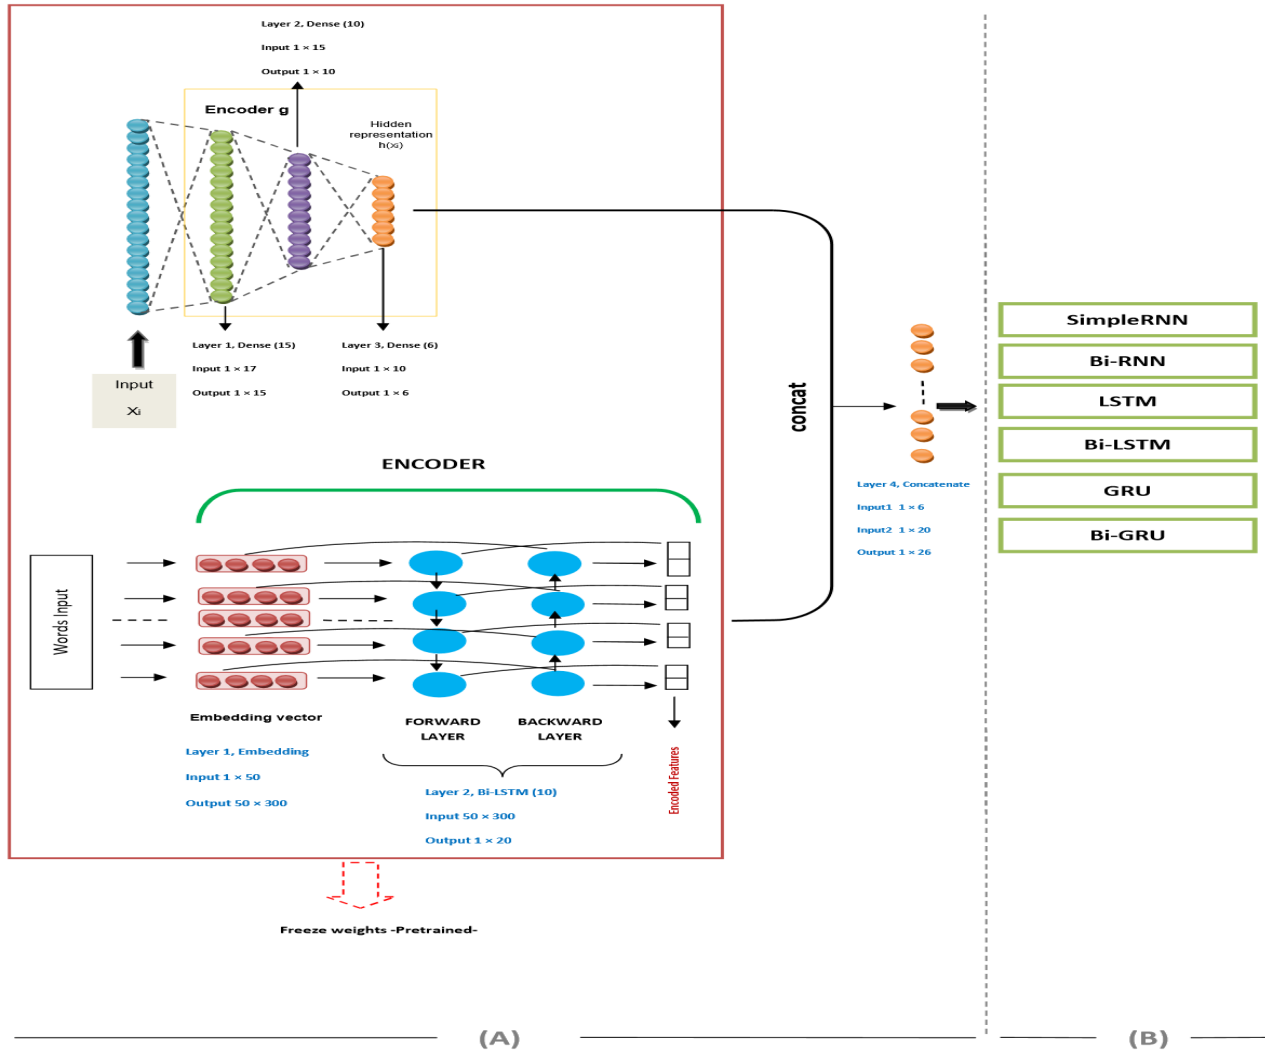 Layer 2, Dense (10)
Input 1 × 15
Output 1 × 10
Encoder g
Hidden
representation
h(xᵢ)
Layer 1, Dense (15)
Input 1 × 17
Output 1 × 15
Layer 3, Dense (6)
Input 1 × 10
Output 1 × 6
Input
Xi
concat
ENCODER
Words Input
Embedding vector
Layer 1, Embedding
Input 1 × 50
Output 50 × 300
FORWARD
LAYER
BACKWARD
LAYER
Layer 2, Bi-LSTM (10)
Input 50 × 300
Output 1 × 20
Encoded Features
Freeze weights -Pretrained-
Layer 4, Concatenate
Input1 1 × 6
Input2 1 × 20
Output 1 × 26
SimpleRNN
Bi-RNN
LSTM
Bi-LSTM
GRU
Bi-GRU
(A)
(B)